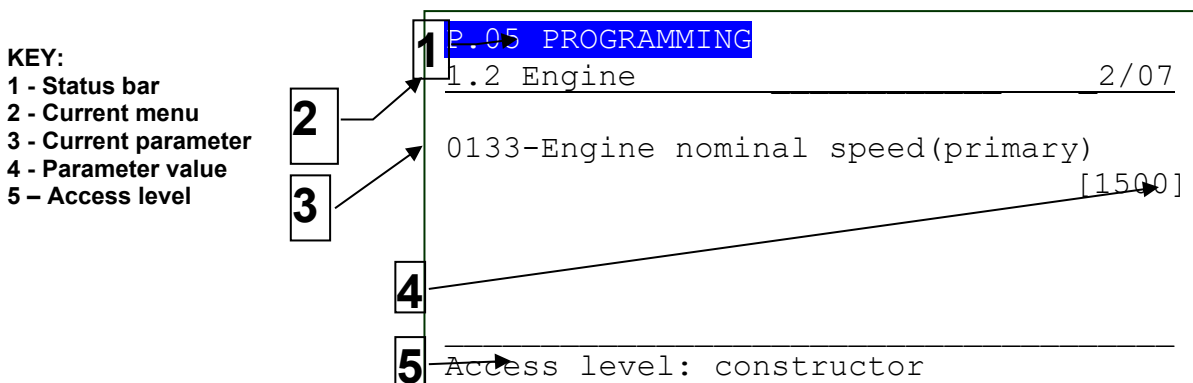 KEY:
1 - Status bar
2 - Current menu
3 - Current parameter
4 - Parameter value
5 – Access level
1
2
3
4
5
P.05 PROGRAMMING
1.2 Engine 2/07
0133-Engine nominal speed(primary)
[1500]
Access level: constructor